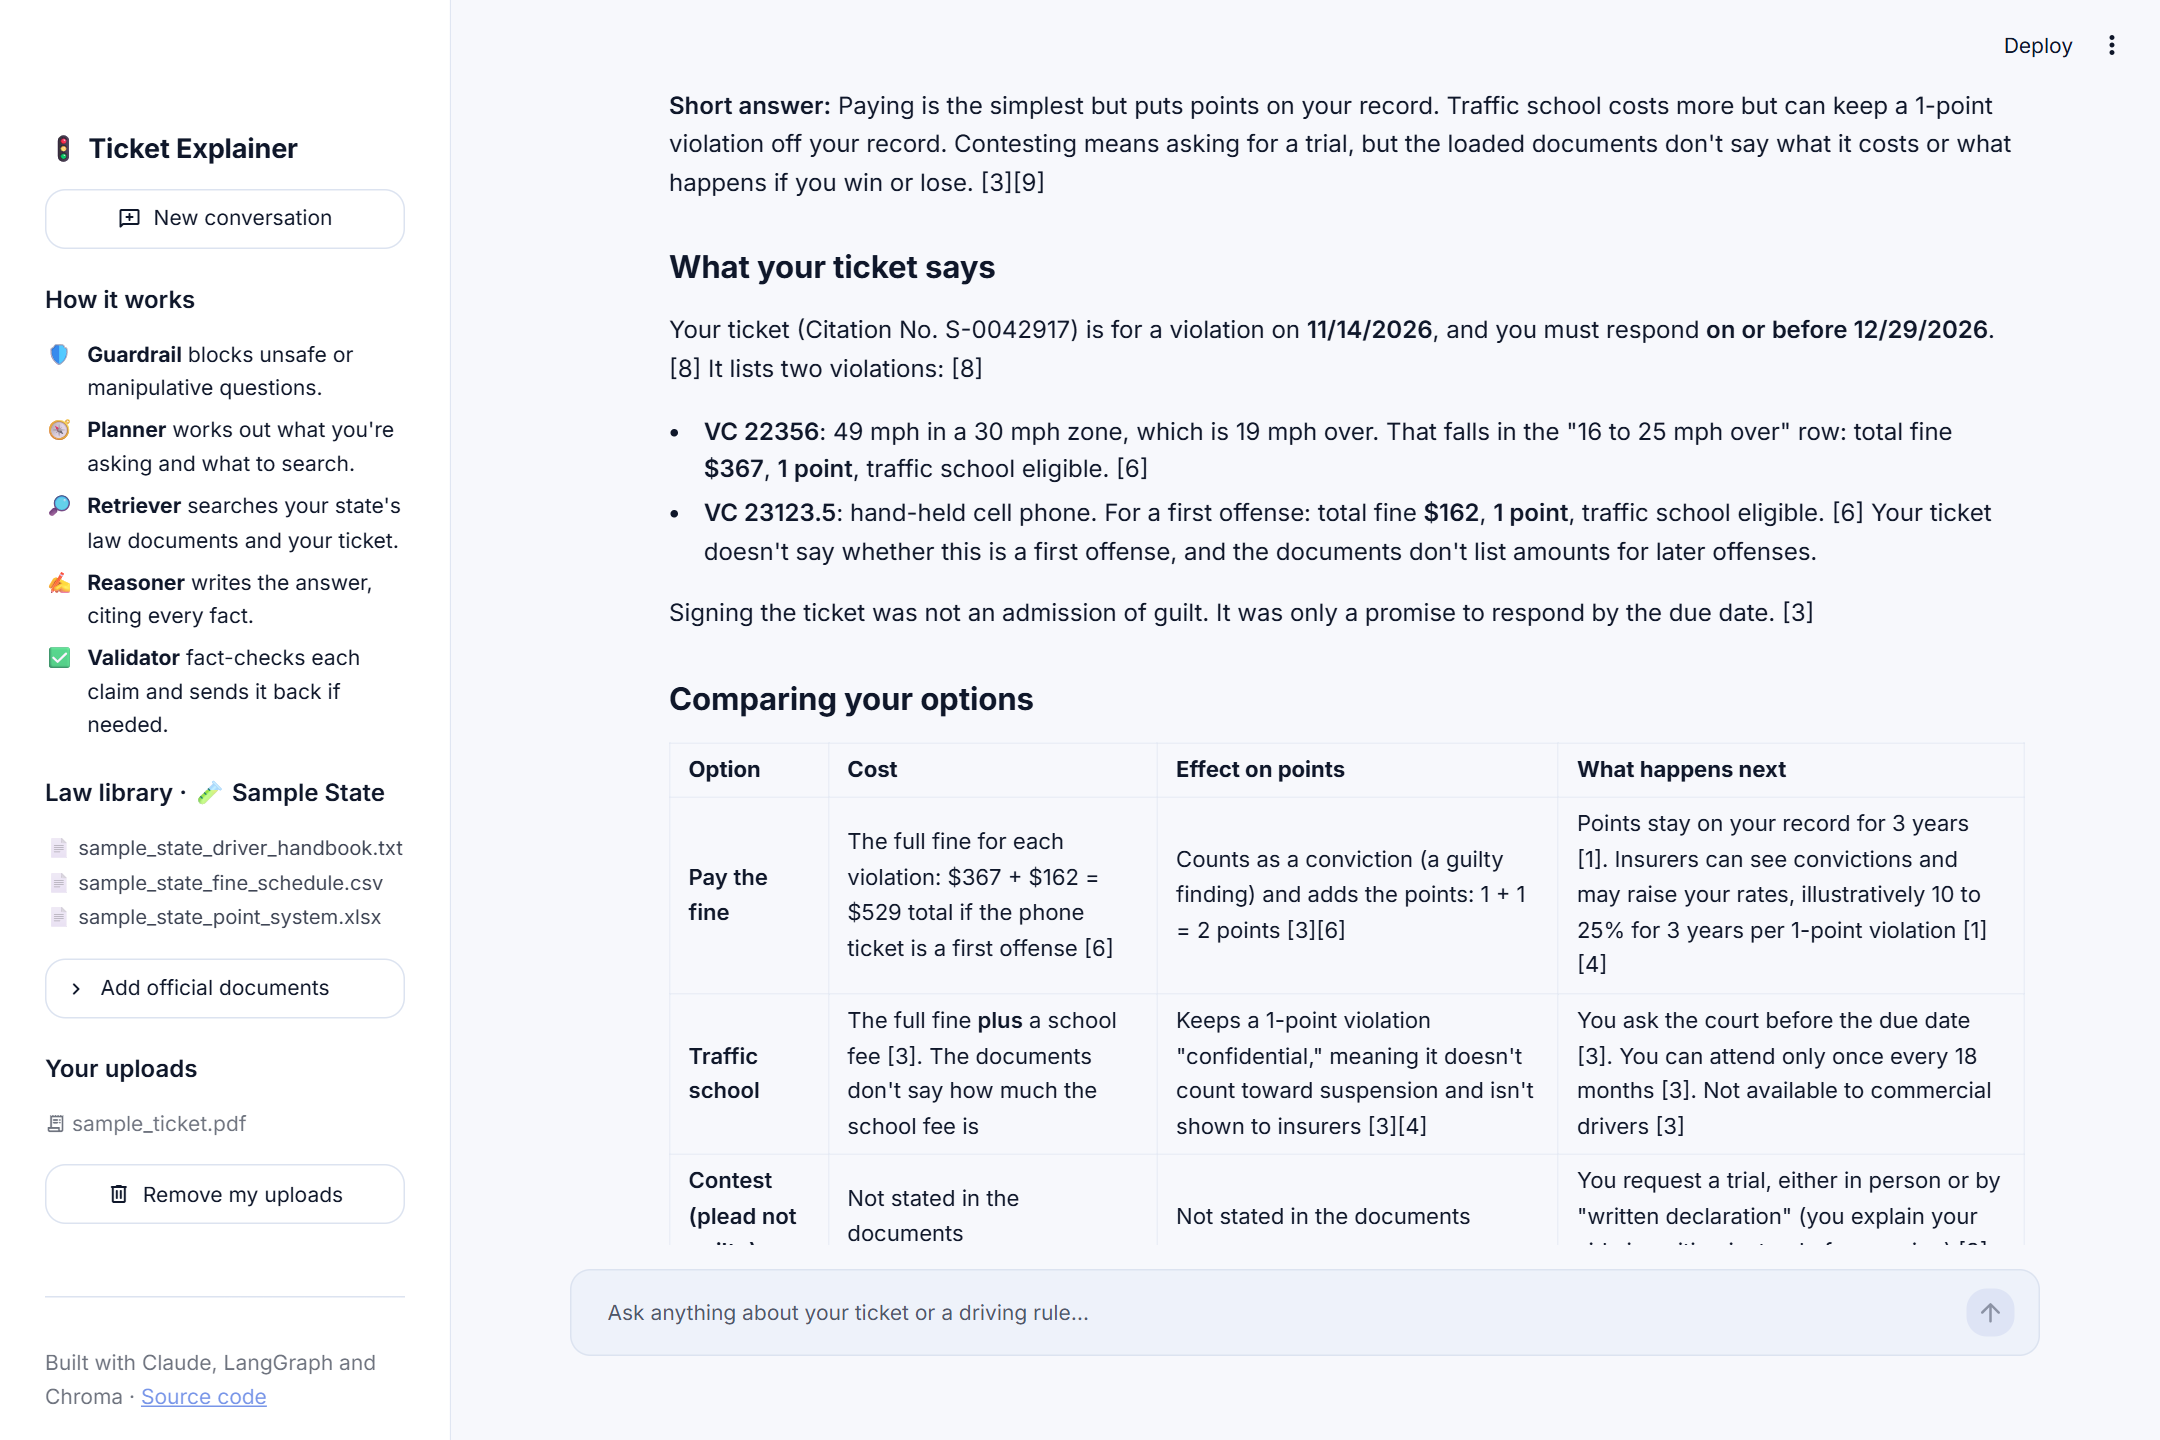 Deploy
Ticket Explainer
New conversation
How it works
Guardrail blocks unsafe or
manipulative questions.
Planner works out what you're
asking and what to search.
Retriever searches your state's
law documents and your ticket.
Reasoner writes the answer,
citing every fact.
Validator fact-checks each
claim and sends it back if
needed.
Law library · Sample State
sample_state_driver_handbook.txt
sample_state_fine_schedule.csv
sample_state_point_system.xlsx
Add official documents
Your uploads
sample_ticket.pdf
Remove my uploads
Built with Claude, LangGraph and
Chroma · Source code
Short answer: Paying is the simplest but puts points on your record. Traffic school costs more but can keep a 1-point
violation off your record. Contesting means asking for a trial, but the loaded documents don't say what it costs or what
happens if you win or lose. [3][9]
What your ticket says
Your ticket (Citation No. S-0042917) is for a violation on 11/14/2026, and you must respond on or before 12/29/2026.
[8] It lists two violations: [8]
• VC 22356: 49 mph in a 30 mph zone, which is 19 mph over. That falls in the "16 to 25 mph over" row: total fine
$367, 1 point, traffic school eligible. [6]
• VC 23123.5: hand-held cell phone. For a first offense: total fine $162, 1 point, traffic school eligible. [6] Your ticket
doesn't say whether this is a first offense, and the documents don't list amounts for later offenses.
Signing the ticket was not an admission of guilt. It was only a promise to respond by the due date. [3]
Comparing your options
Option
Cost
Effect on points
What happens next
Pay the
fine
The full fine for each
violation: $367 + $162 =
$529 total if the phone
ticket is a first offense [6]
Counts as a conviction (a guilty
finding) and adds the points: 1 + 1
= 2 points [3][6]
Points stay on your record for 3 years
[1]. Insurers can see convictions and
may raise your rates, illustratively 10 to
25% for 3 years per 1-point violation [1]
[4]
Traffic
school
The full fine plus a school
fee [3]. The documents
don't say how much the
school fee is
Keeps a 1-point violation
"confidential," meaning it doesn't
count toward suspension and isn't
shown to insurers [3][4]
You ask the court before the due date
[3]. You can attend only once every 18
months [3]. Not available to commercial
drivers [3]
Contest
(plead not
Not stated in the
documents
Not stated in the documents
You request a trial, either in person or by
"written declaration" (you explain your
Ask anything about your ticket or a driving rule...